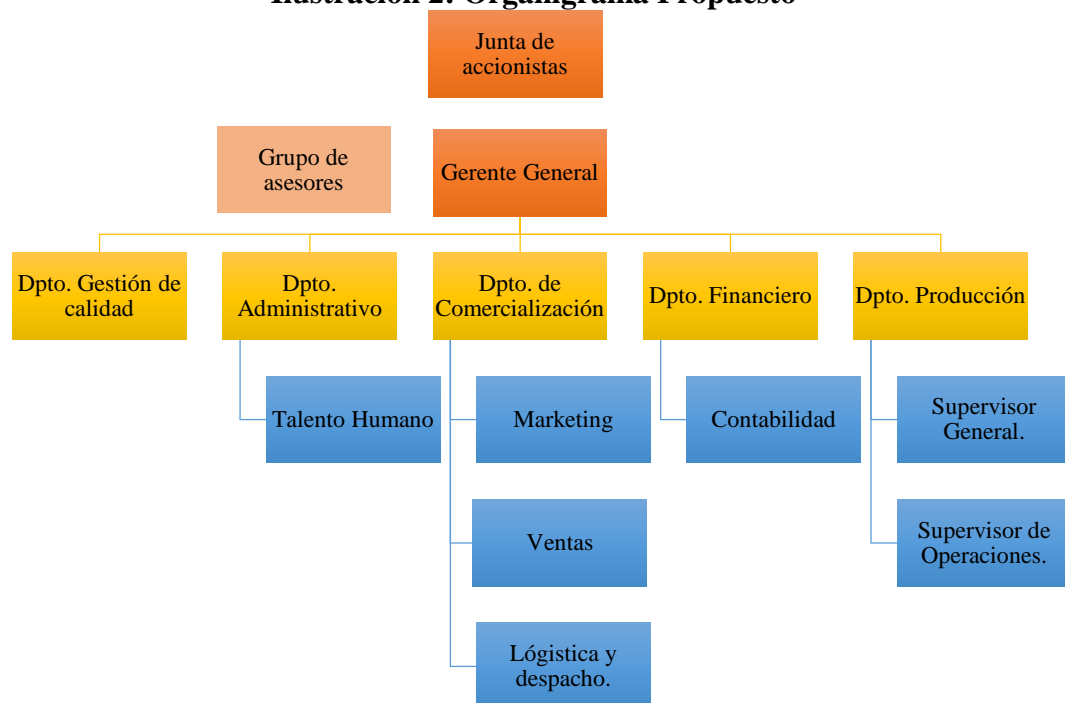 Ilustración 2: Organigrama Propuesto
Junta de
accionistas
Grupo de
asesores
Gerente General
Dpto. Gestión de
calidad
Dpto.
Administrativo
Dpto. de
Comercialización
Dpto. Financiero
Dpto. Producción
Talento Humano
Marketing
Contabilidad
Supervisor
General.
Ventas
Supervisor de
Operaciones.
Lógistica y
despacho.